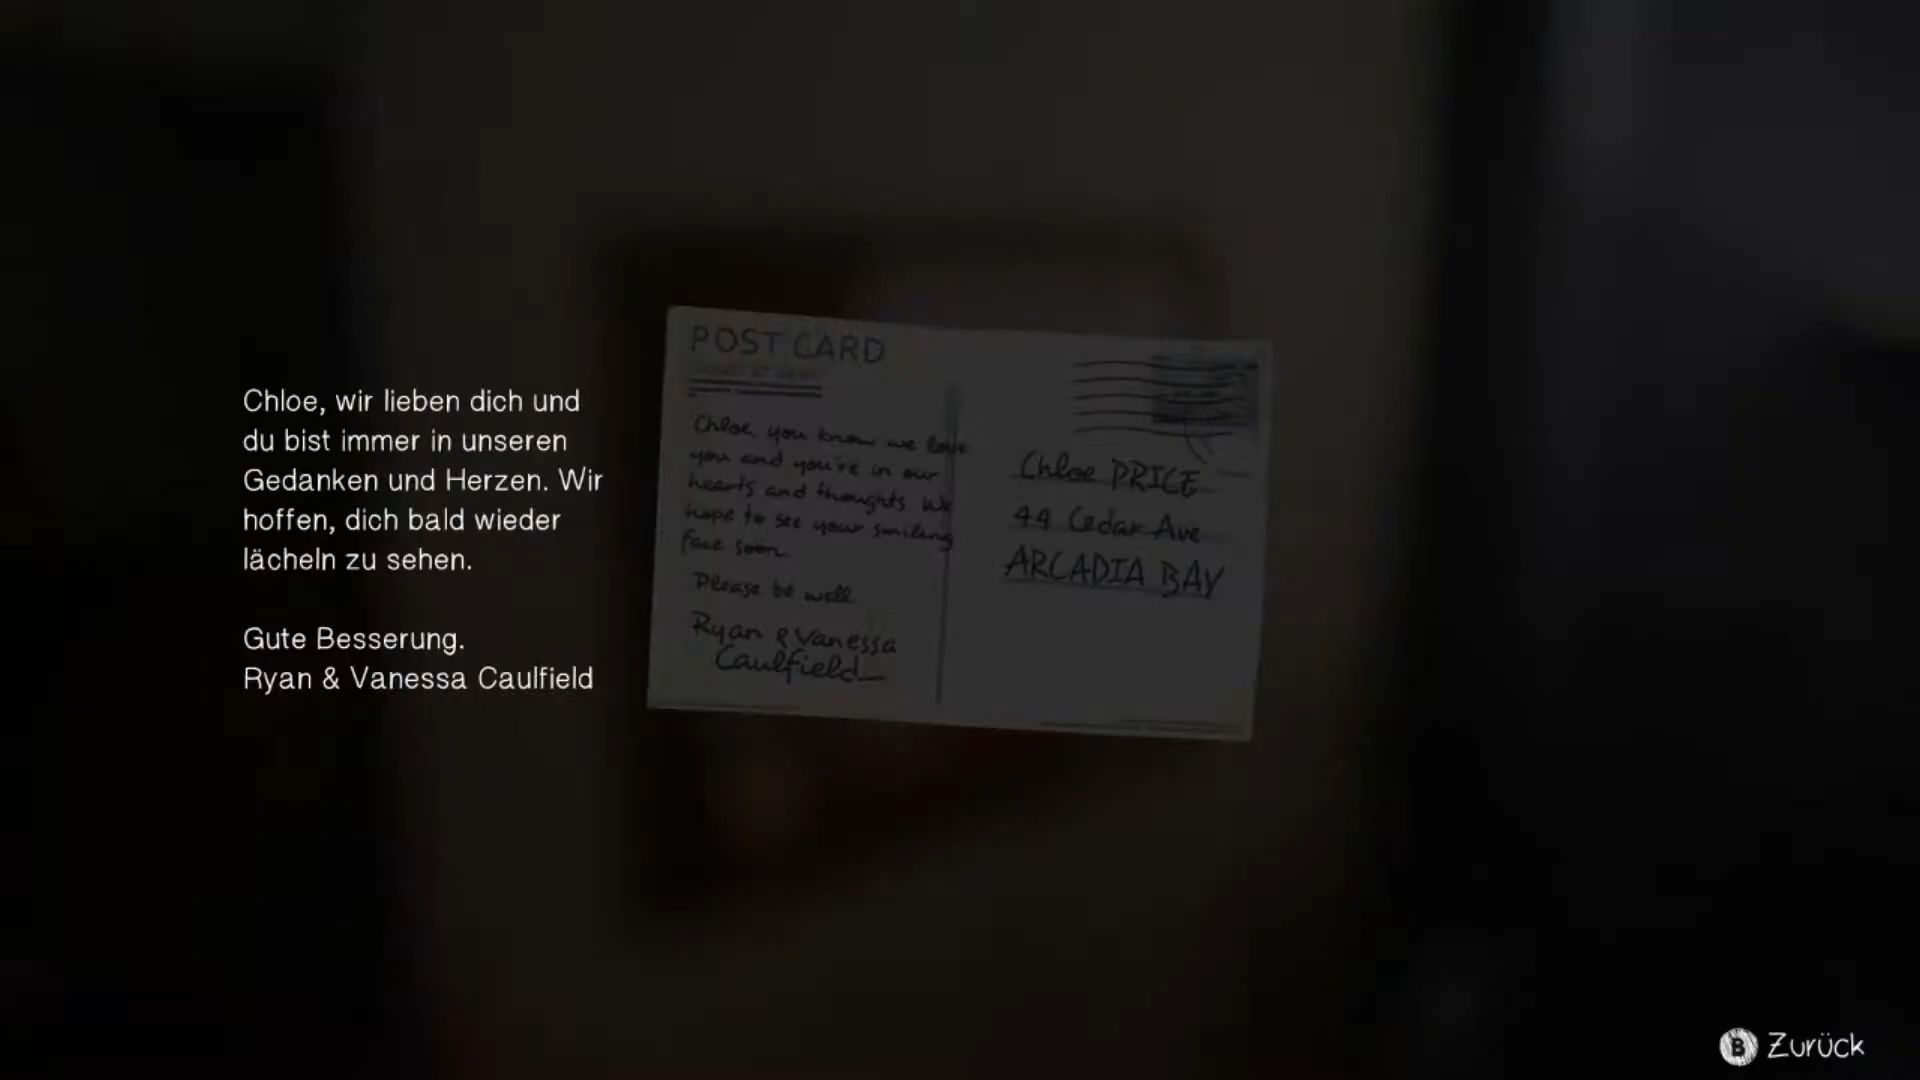 Chloe, wir lieben dich und
du bist immer in unseren
Gedanken und Herzen. Wir
hoffen, dich bald wieder
lächeln zu sehen.
Gute Besserung.
Ryan & Vanessa Caulfield
POST CARD
Chloe, you know we love
you and you're in our
hearts and thoughts. We
hope to see your smiling
face soon.
Please be well
Ryan & Vanessa
Caulfield
Chloe PRICE
44 Cedar Ave
ARCADIA BAY
B Zurück